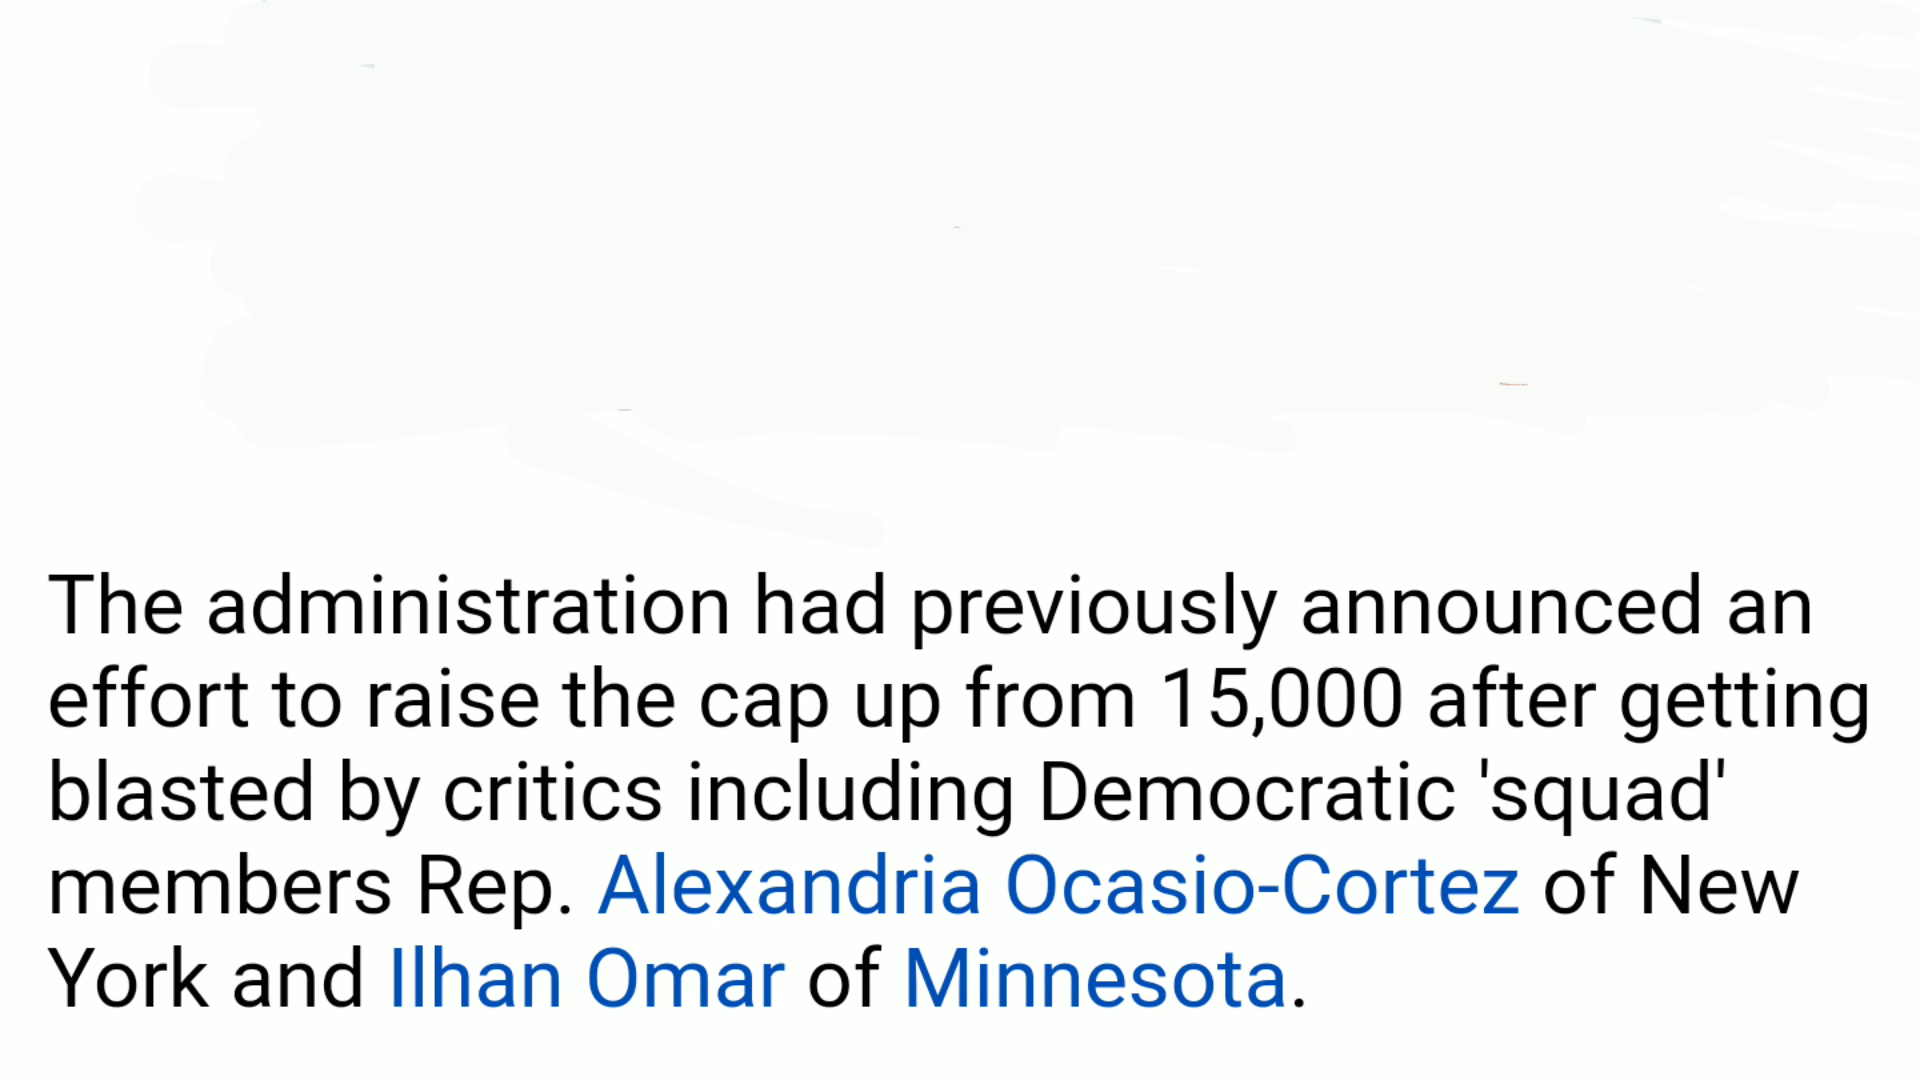 The administration had previously announced an
effort to raise the cap up from 15,000 after getting
blasted by critics including Democratic 'squad'
members Rep. Alexandria Ocasio-Cortez of New
York and Ilhan Omar of Minnesota.